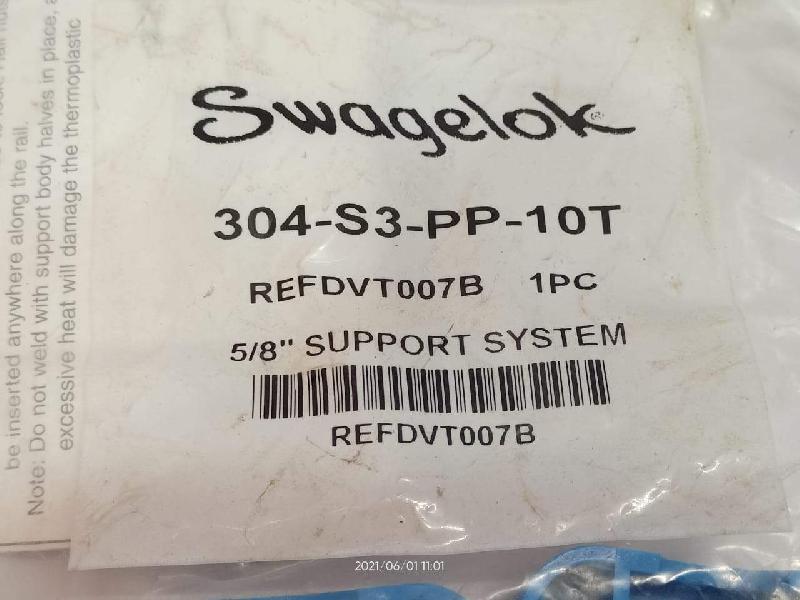 Swagelok®
304-S3-PP-10T
REFDVT007B 1PC
5/8" SUPPORT SYSTEM
REFDVT007B
be inserted anywhere along the rail.
Note: Do not weld with support body halves in place,
excessive heat will damage the thermoplastic
2021/06/01 11:01